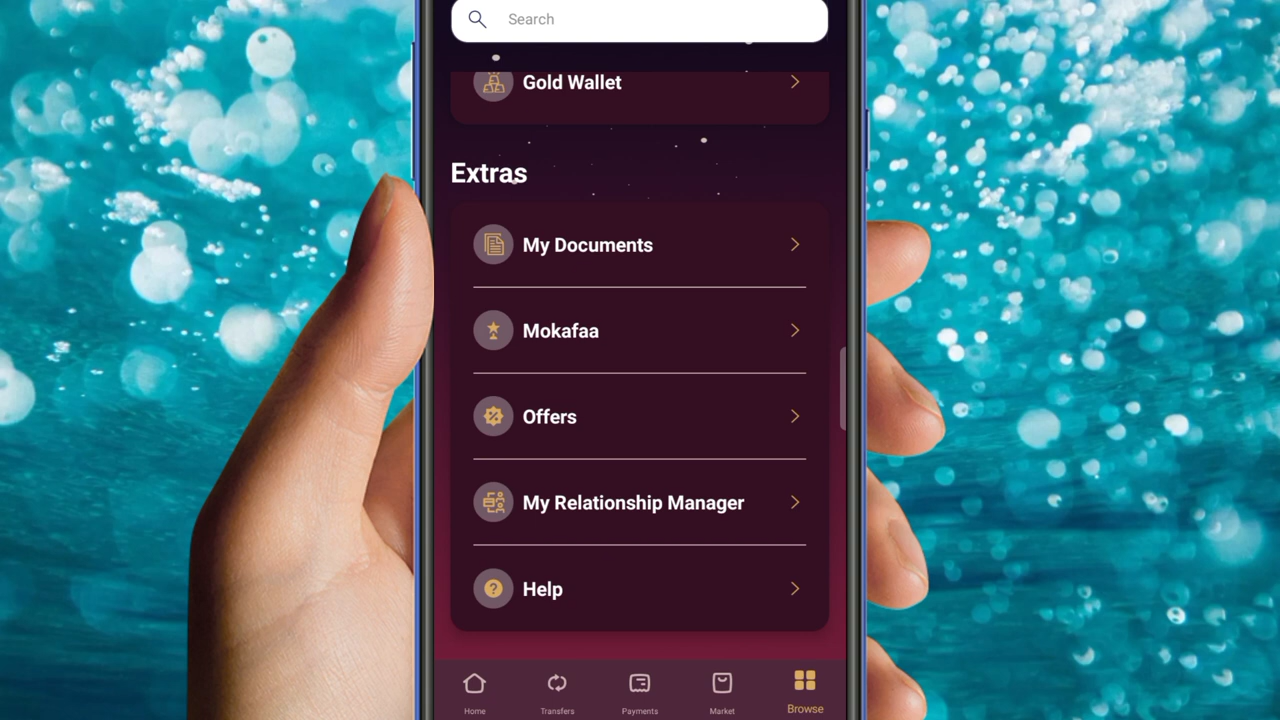 Search
Gold Wallet
Extras
My Documents
Mokafaa
Offers
My Relationship Manager
Help
Home
Transfers
Payments
Market
Browse